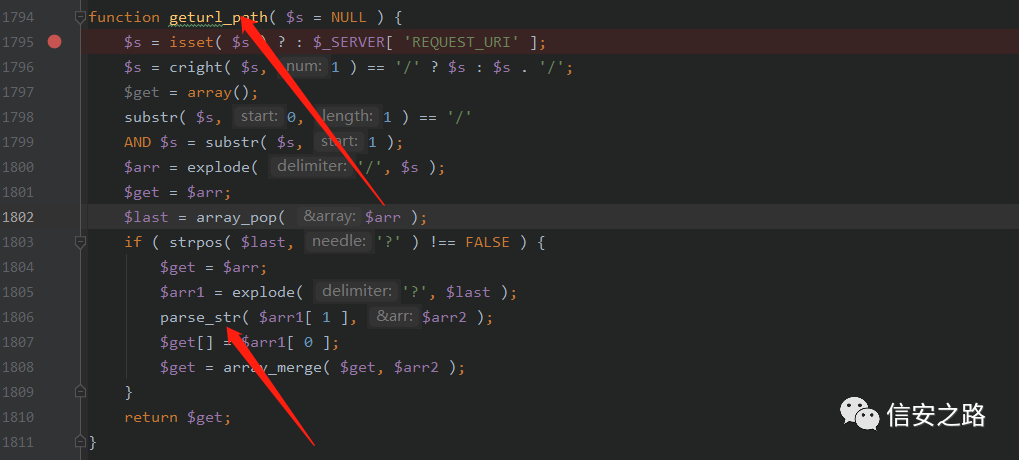 1794 function geturl_path( $s = NULL ) {
1795 $s = isset( $s ) ? : $_SERVER[ 'REQUEST_URI' ];
1796 $s = cright( $s, num: 1 ) == '/' ? $s : $s . '/';
1797 $get = array();
1798 substr( $s, start: 0, length: 1 ) == '/'
1799 AND $s = substr( $s, start: 1 );
1800 $arr = explode( delimiter: '/', $s );
1801 $get = $arr;
1802 $last = array_pop( &array: $arr );
1803 if ( strpos( $last, needle: '?' ) !== FALSE ) {
1804 $get = $arr;
1805 $arr1 = explode( delimiter: '?', $last );
1806 parse_str( $arr1[ 1 ], &arr: $arr2 );
1807 $get[] = $arr1[ 0 ];
1808 $get = array_merge( $get, $arr2 );
1809 }
1810 return $get;
1811 }
信安之路